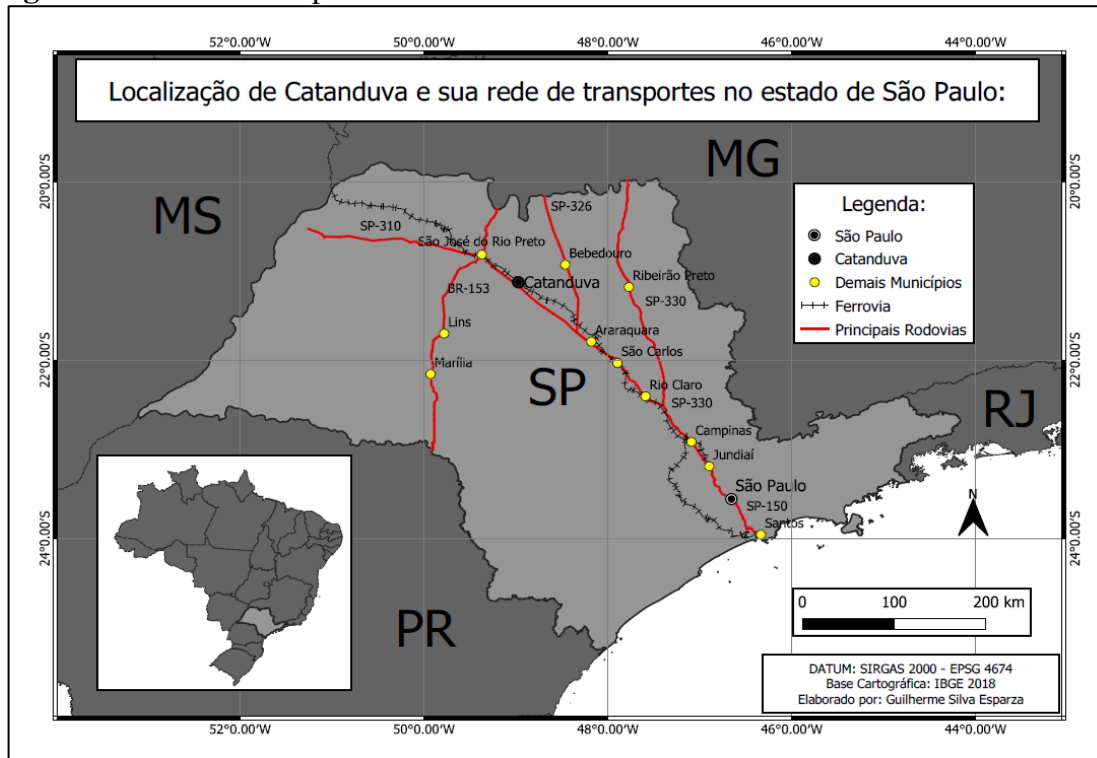 52°0.00'W 50°0.00'W 48°0.00'W 46°0.00'W 44°0.00'W
Localização de Catanduva e sua rede de transportes no estado de São Paulo:
MG
MS
20°0.00'S
20°0.00'S
SP-326
SP-310
São José do Rio Preto
Bebedouro
Catanduva
Ribeirão Preto
BR-153
SP-330
Lins
Araraquara
São Carlos
Marília
22°0.00'S
22°0.00'S
SP
Rio Claro
SP-330
RJ
Campinas
Jundiaí
São Paulo
SP-150
Santos
24°0.00'S
24°0.00'S
PR
Legenda:
São Paulo
Catanduva
Demais Municípios
Ferrovia
Principais Rodovias
N
0 100 200 km
DATUM: SIRGAS 2000 - EPSG 4674
Base Cartográfica: IBGE 2018
Elaborado por: Guilherme Silva Esparza
52°0.00'W 50°0.00'W 48°0.00'W 46°0.00'W 44°0.00'W